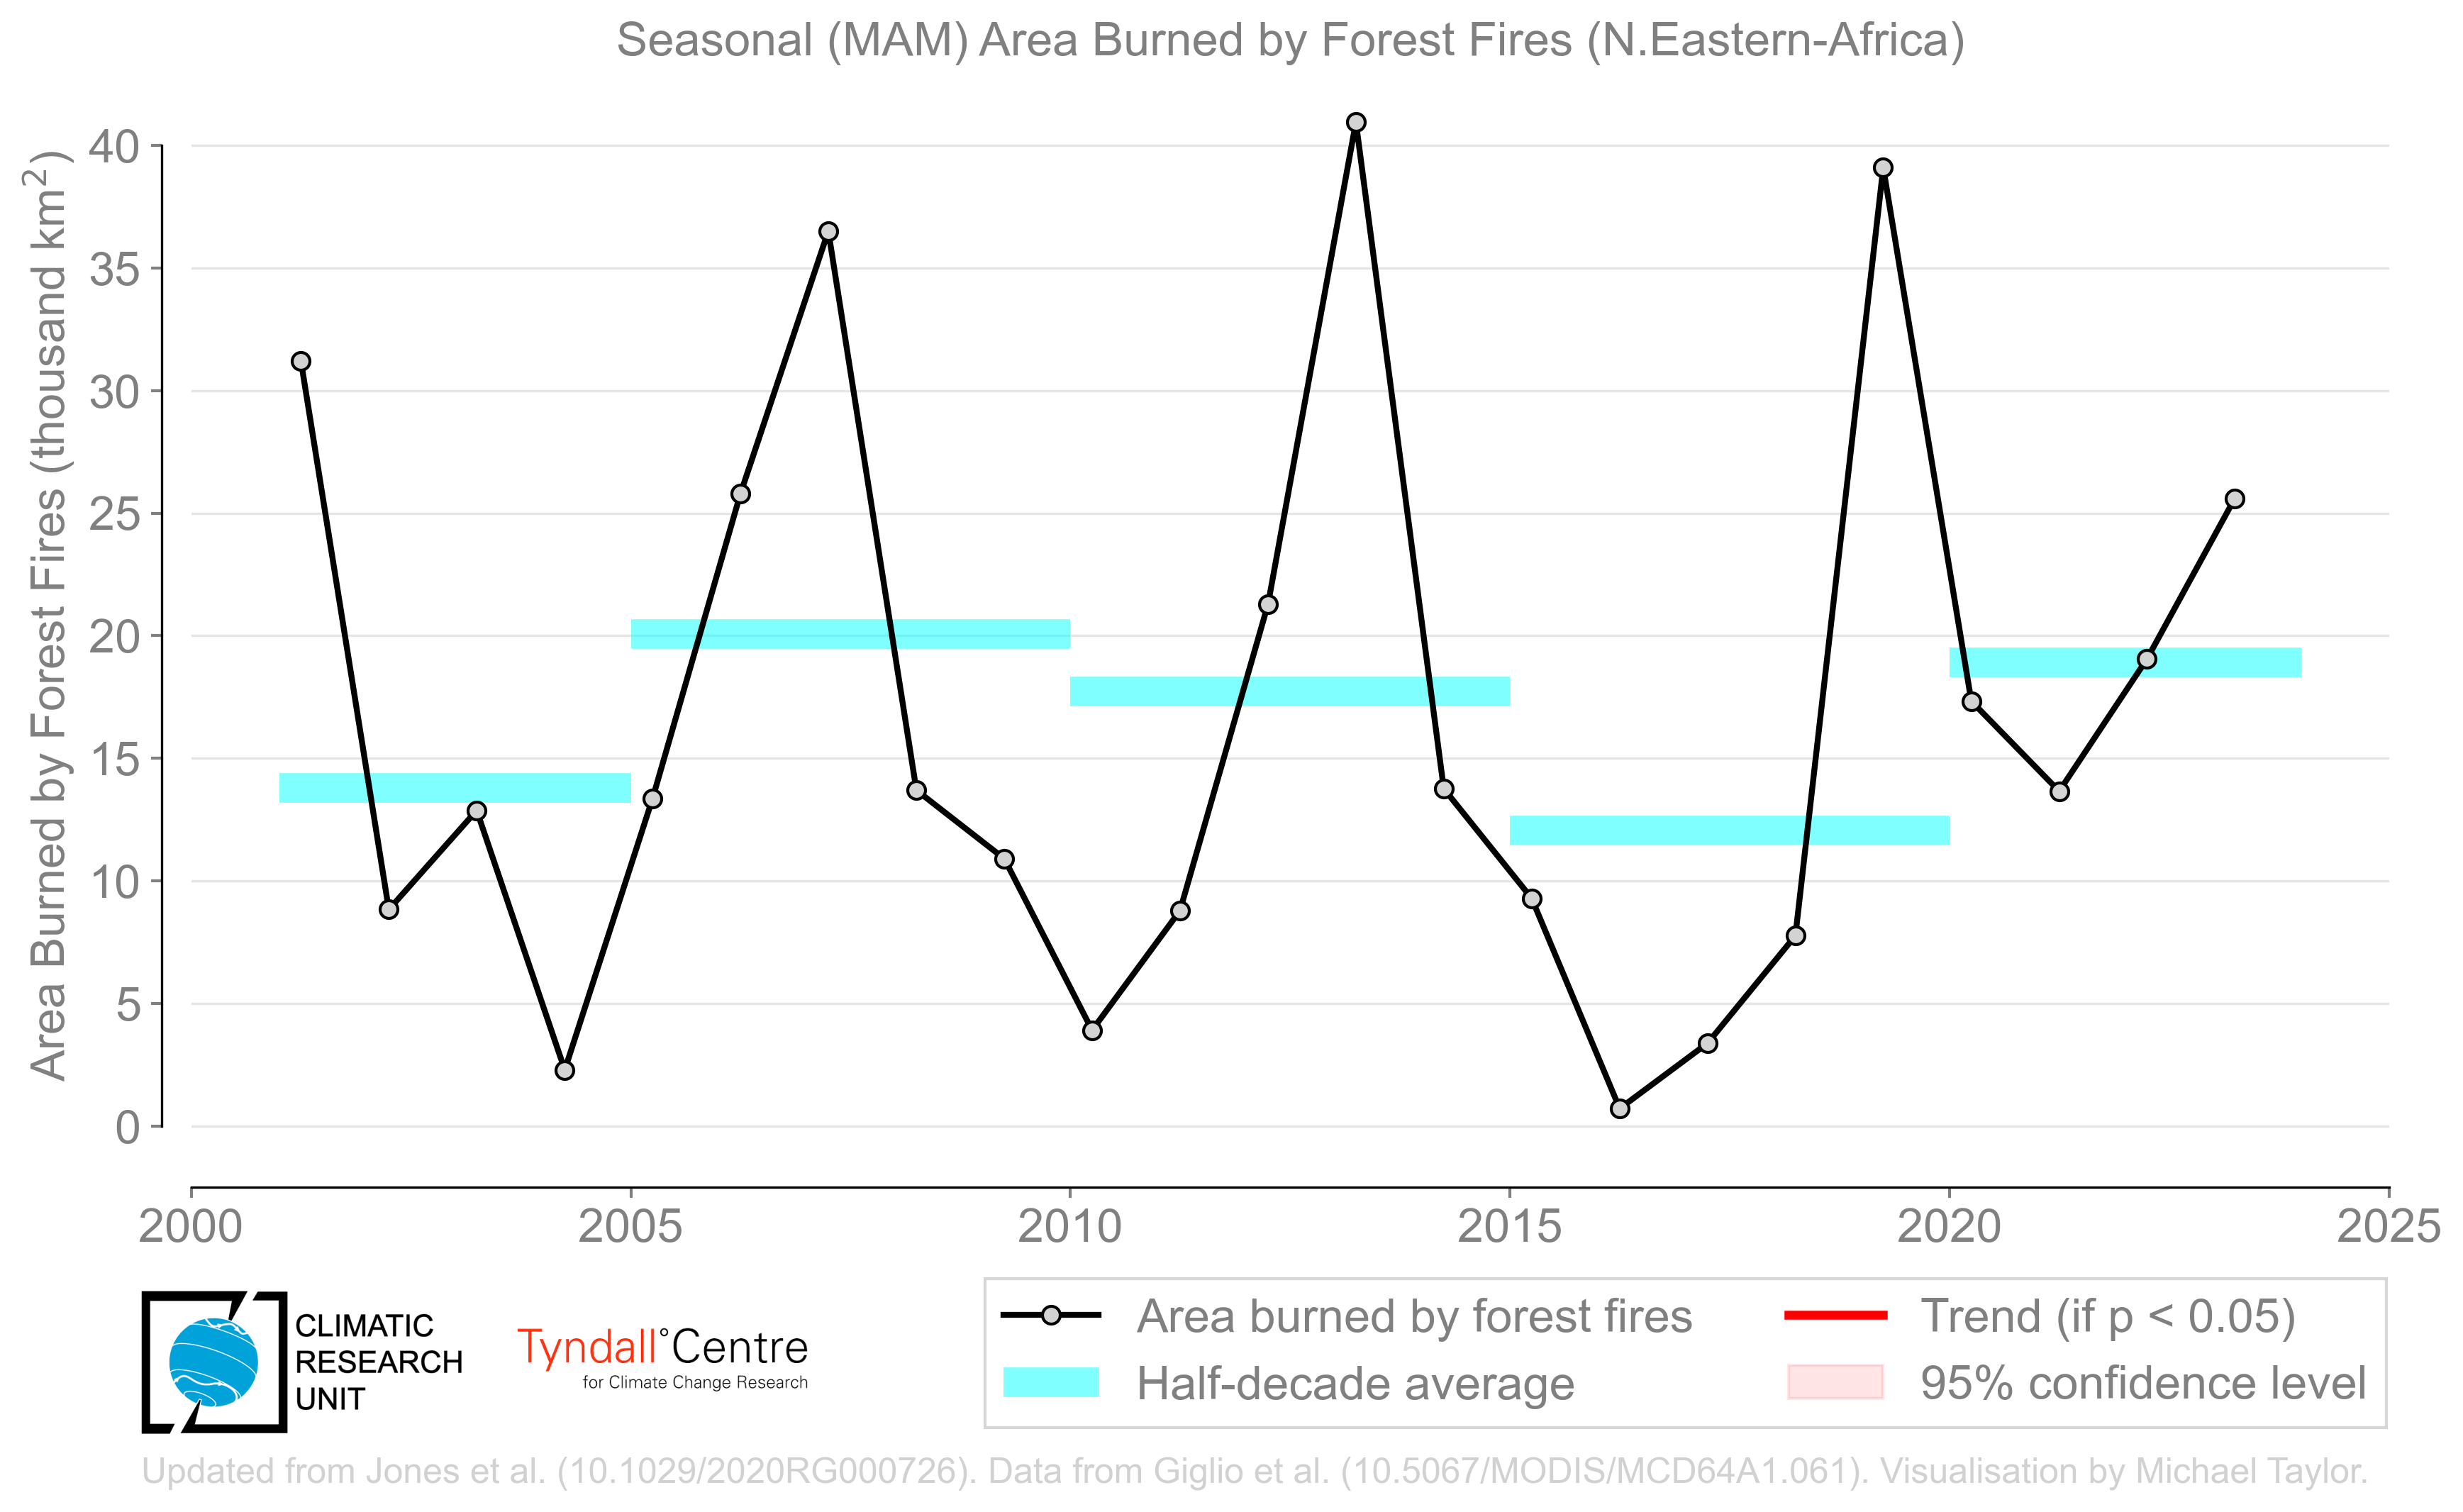 Seasonal (MAM) Area Burned by Forest Fires (N.Eastern-Africa)
Area Burned by Forest Fires (thousand km²)
40
35
30
25
20
15
10
5
0
2000 2005 2010 2015 2020 2025
CLIMATIC
RESEARCH
UNIT
Tyndall°Centre
for Climate Change Research
Area burned by forest fires
Half-decade average
Trend (if p < 0.05)
95% confidence level
Updated from Jones et al. (10.1029/2020RG000726). Data from Giglio et al. (10.5067/MODIS/MCD64A1.061). Visualisation by Michael Taylor.